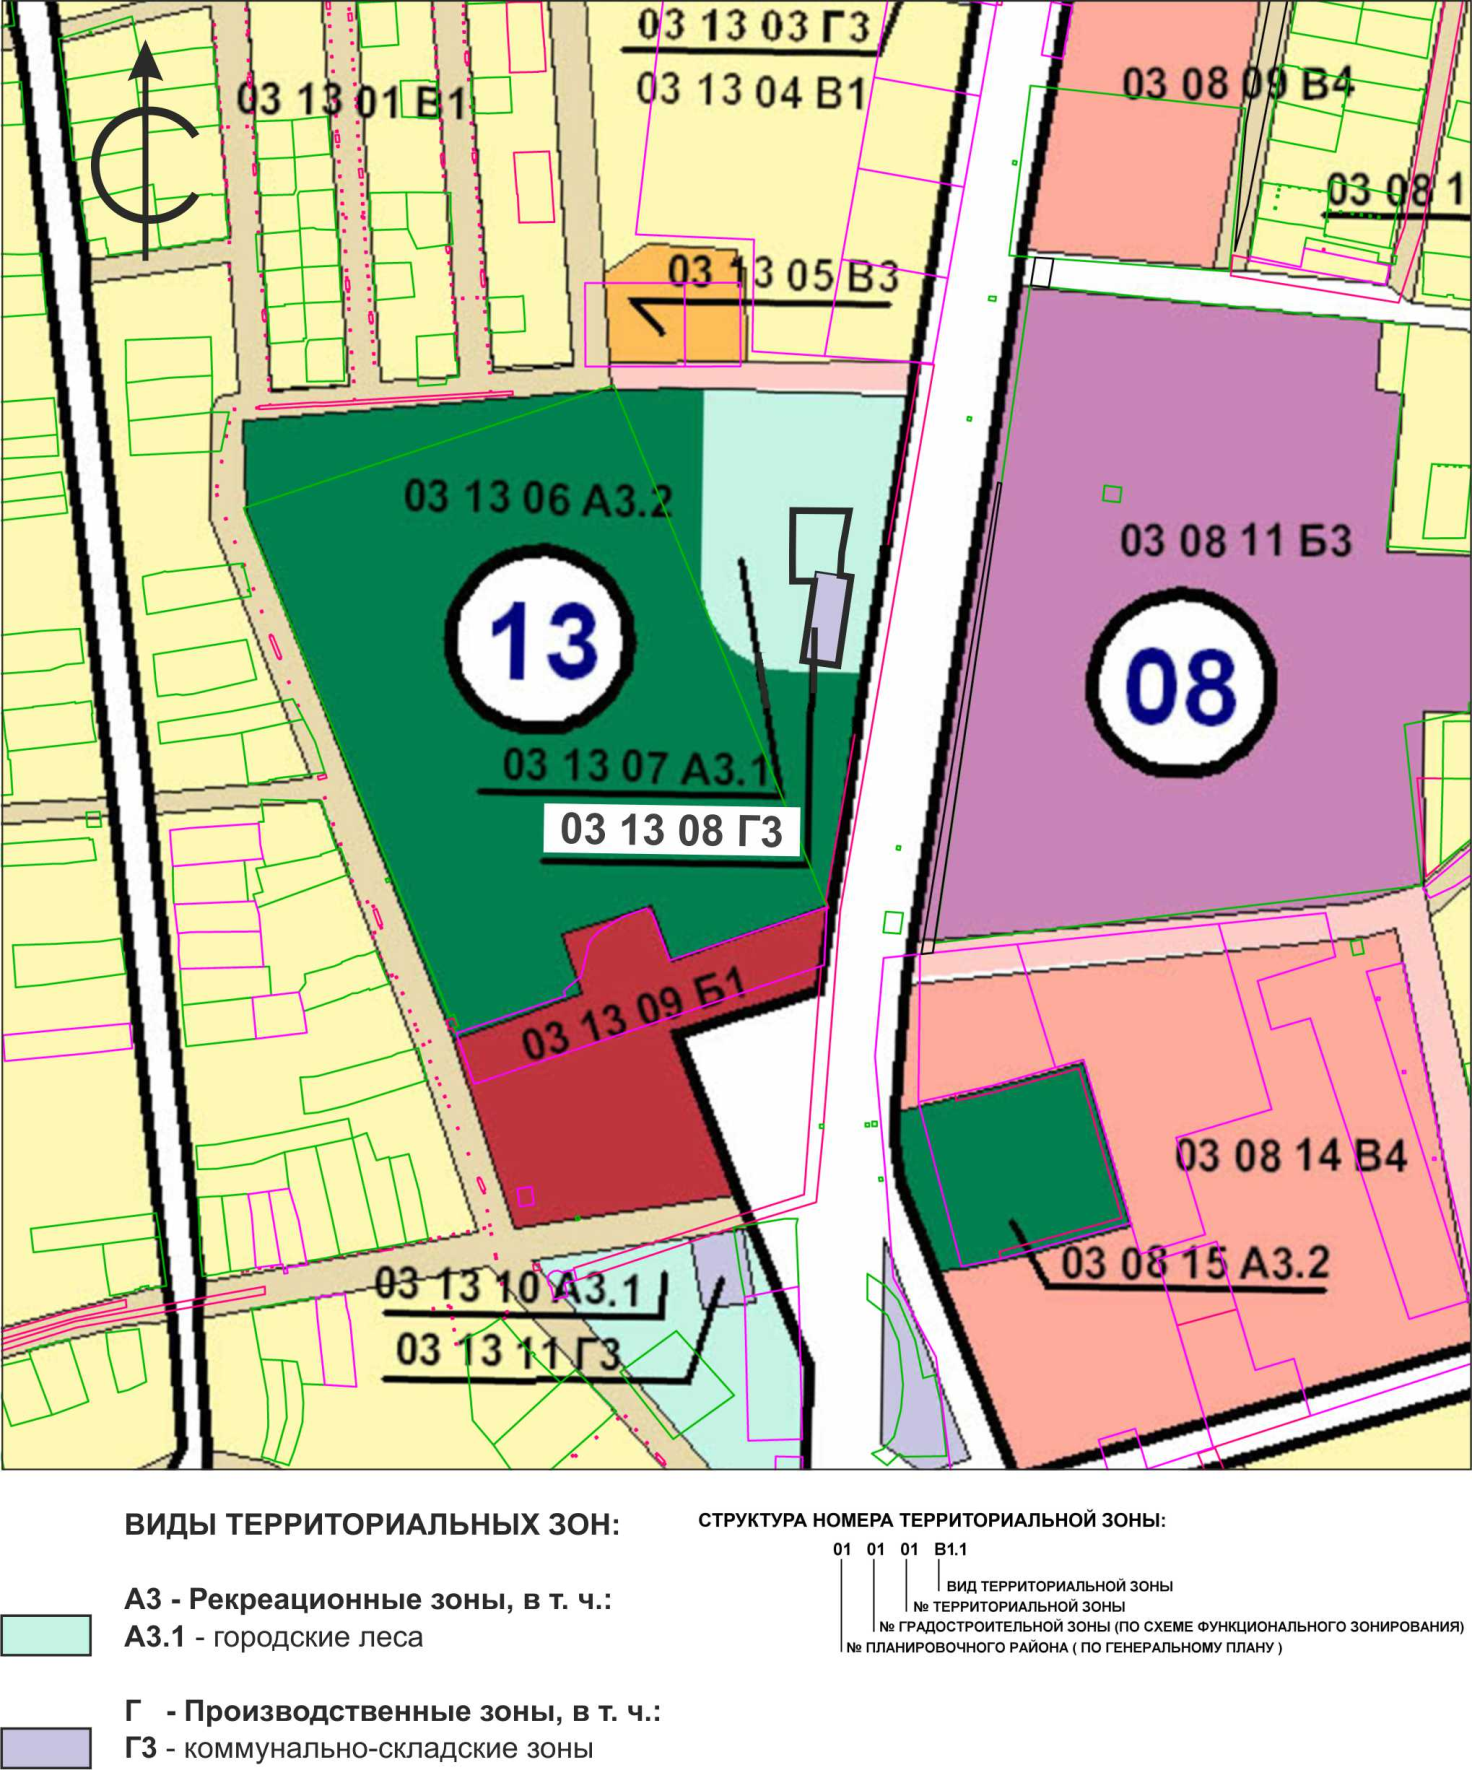 03 13 03 Г3
03 13 04 В1
03 13 01 В1
03 08 09 В4
03 08 1
03 13 05 В3
03 13 06 А3.2
03 08 11 Б3
13
08
03 13 07 А3.1
03 13 08 Г3
03 13 09 Б1
03 08 14 В4
03 08 15 А3.2
03 13 10 А3.1
03 13 11 Г3
ВИДЫ ТЕРРИТОРИАЛЬНЫХ ЗОН:
А3 - Рекреационные зоны, в т. ч.:
А3.1 - городские леса
Г - Производственные зоны, в т. ч.:
Г3 - коммунально-складские зоны
СТРУКТУРА НОМЕРА ТЕРРИТОРИАЛЬНОЙ ЗОНЫ:
01 01 01 В1.1
ВИД ТЕРРИТОРИАЛЬНОЙ ЗОНЫ
№ ТЕРРИТОРИАЛЬНОЙ ЗОНЫ
№ ГРАДОСТРОИТЕЛЬНОЙ ЗОНЫ (ПО СХЕМЕ ФУНКЦИОНАЛЬНОГО ЗОНИРОВАНИЯ)
№ ПЛАНИРОВОЧНОГО РАЙОНА ( ПО ГЕНЕРАЛЬНОМУ ПЛАНУ )